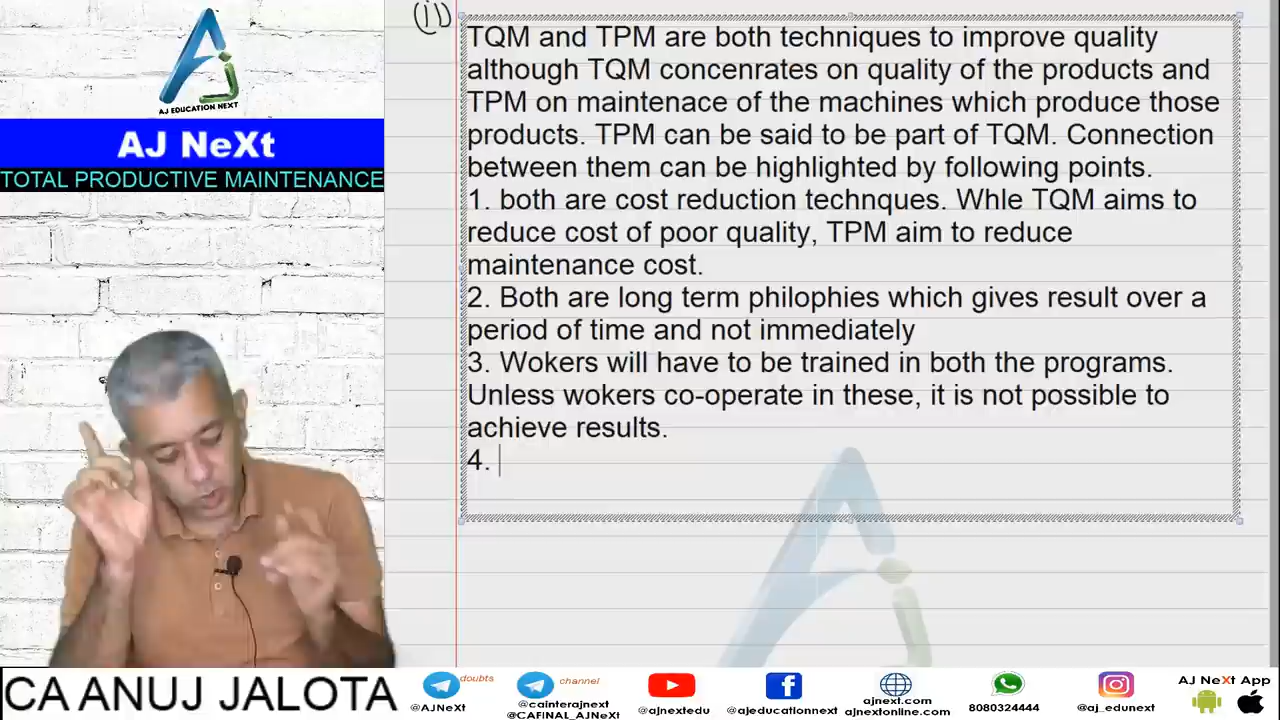 (ii)
TQM and TPM are both techniques to improve quality
although TQM concenrates on quality of the products and
TPM on maintenace of the machines which produce those
products. TPM can be said to be part of TQM. Connection
between them can be highlighted by following points.
1. both are cost reduction technques. Whle TQM aims to
reduce cost of poor quality, TPM aim to reduce
maintenance cost.
2. Both are long term philophies which gives result over a
period of time and not immediately
3. Wokers will have to be trained in both the programs.
Unless wokers co-operate in these, it is not possible to
achieve results.
4.
AJ EDUCATION NEXT
AJ NeXt
TOTAL PRODUCTIVE MAINTENANCE
CA ANUJ JALOTA
doubts
@AJNeXt
channel
@cainterajnext
@CAFINAL_AJNeXt
@ajnextedu
@ajeducationnext
ajnext.com
ajnextonline.com
8080324444
@aj_edunext
AJ NeXt App